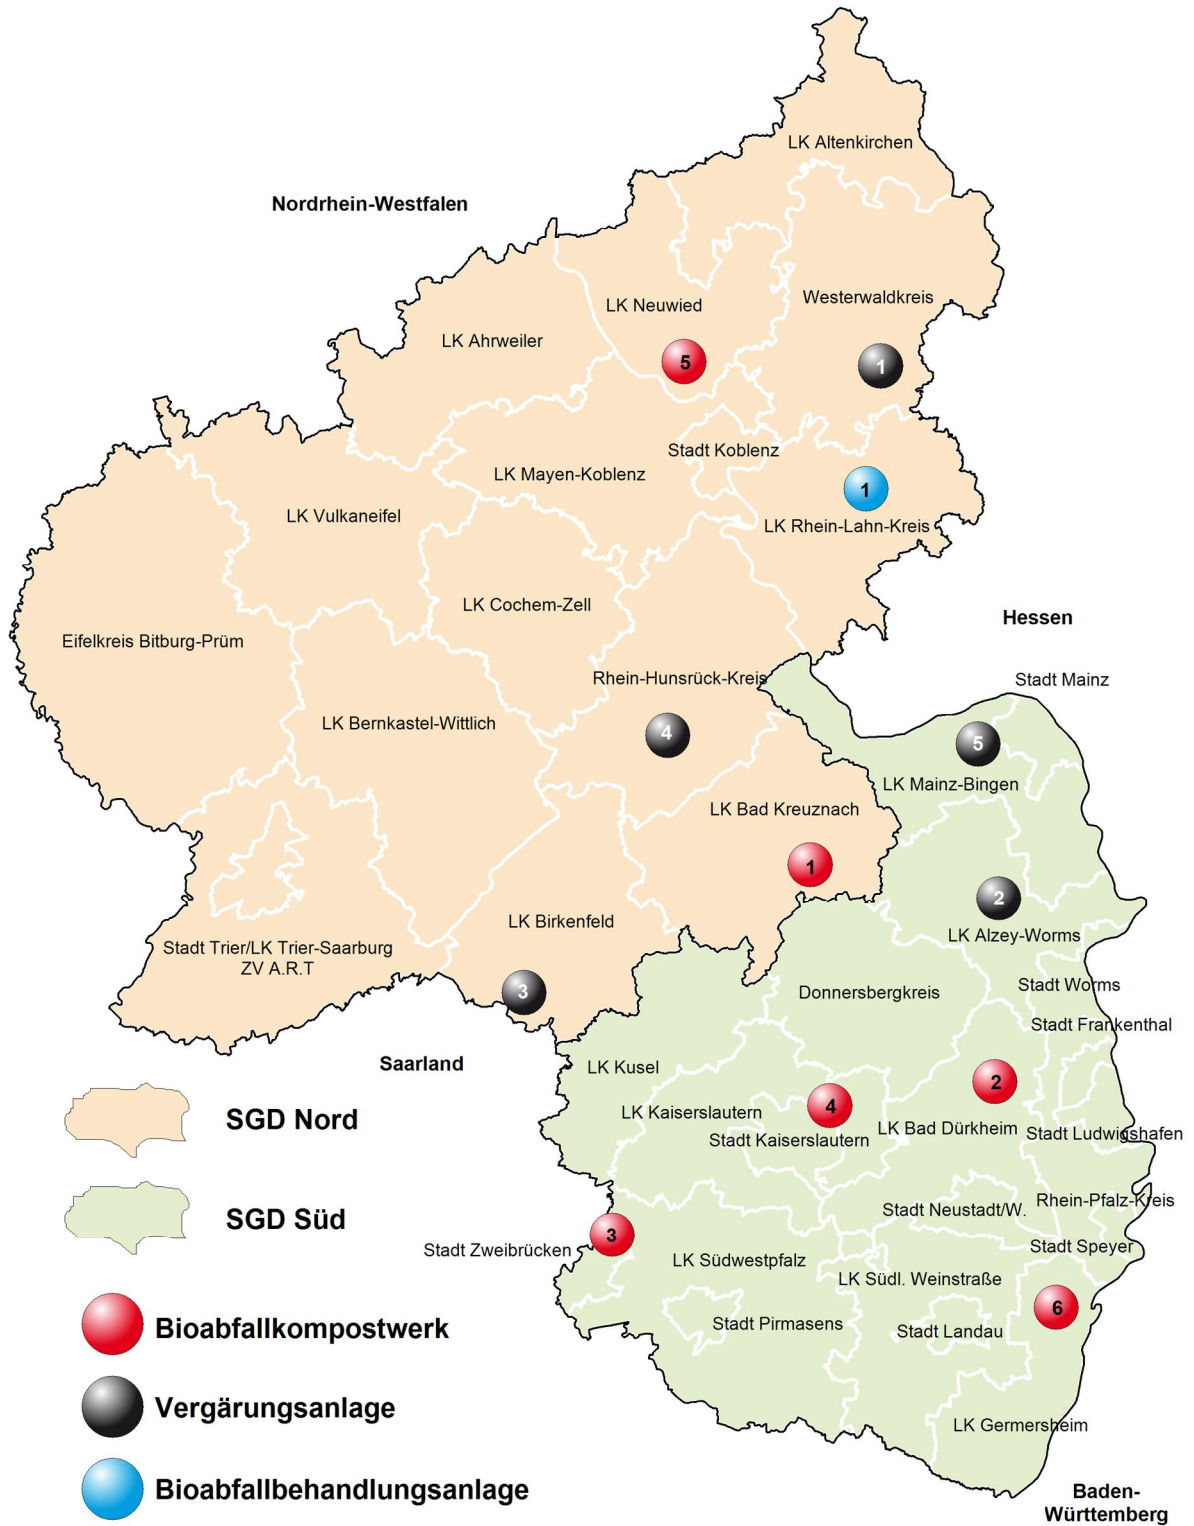 LK Altenkirchen
Nordrhein-Westfalen
Westerwaldkreis
LK Neuwied
LK Ahrweiler
5
1
Stadt Koblenz
LK Mayen-Koblenz
1
LK Vulkaneifel
LK Rhein-Lahn-Kreis
LK Cochem-Zell
Hessen
Eifelkreis Bitburg-Prüm
Rhein-Hunsrück-Kreis
Stadt Mainz
LK Bernkastel-Wittlich
4
5
LK Mainz-Bingen
LK Bad Kreuznach
1
2
LK Birkenfeld
LK Alzey-Worms
Stadt Trier/LK Trier-Saarburg
ZV A.R.T
3
Donnersbergkreis
Stadt Worms
Stadt Frankenthal
Saarland
LK Kusel
2
LK Kaiserslautern
4
SGD Nord
Stadt Kaiserslautern
LK Bad Dürkheim
Stadt Ludwigshafen
Rhein-Pfalz-Kreis
Stadt Neustadt/W.
SGD Süd
3
Stadt Zweibrücken
Stadt Speyer
LK Südwestpfalz
LK Südl. Weinstraße
6
Stadt Pirmasens
Stadt Landau
Bioabfallkompostwerk
Vergärungsanlage
LK Germersheim
Bioabfallbehandlungsanlage
Baden-
Württemberg